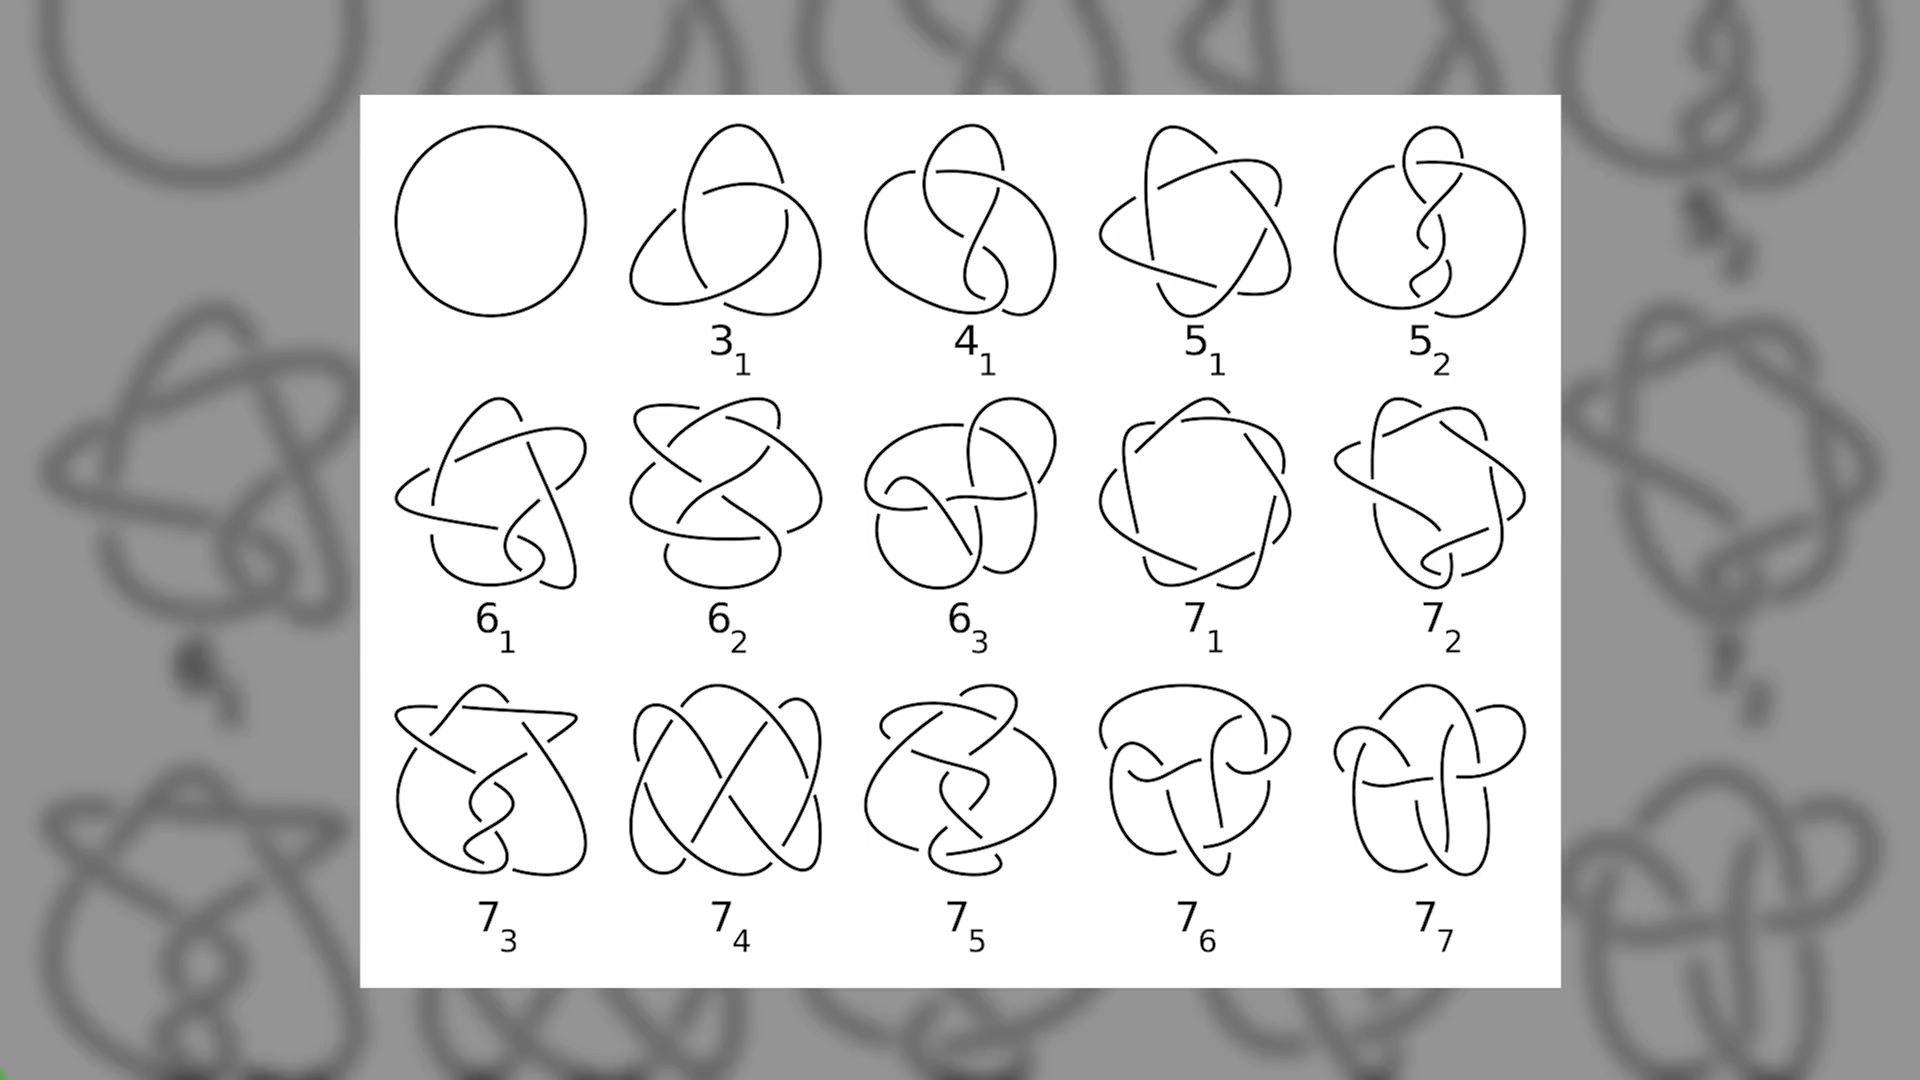 3₁ 4₁ 5₁ 5₂
6₁ 6₂ 6₃ 7₁ 7₂
7₃ 7₄ 7₅ 7₆ 7₇